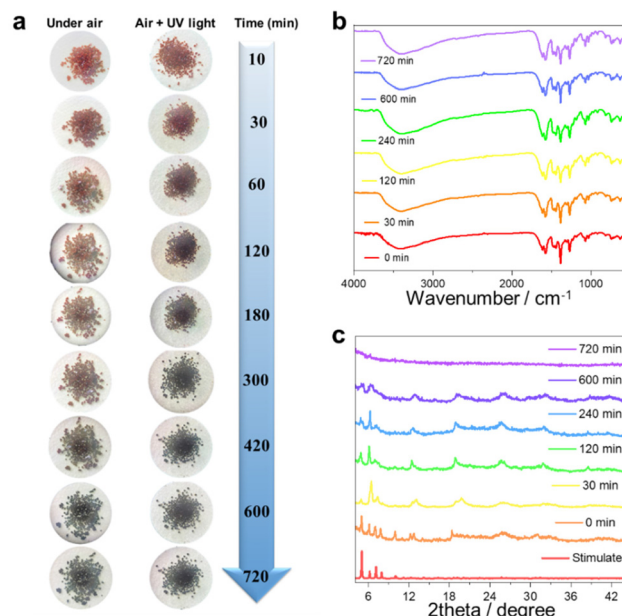 a
Under air
Air + UV light
Time (min)
10
30
60
120
180
300
420
600
720
b
720 min
600 min
240 min
120 min
30 min
0 min
4000
3000
2000
1000
Wavenumber / cm⁻¹
c
720 min
600 min
240 min
120 min
30 min
0 min
Stimulate
6
12
18
24
30
36
42
2theta / degree